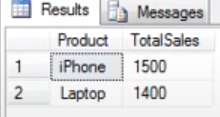 Results Messages
Product TotalSales
1 iPhone 1500
2 Laptop 1400